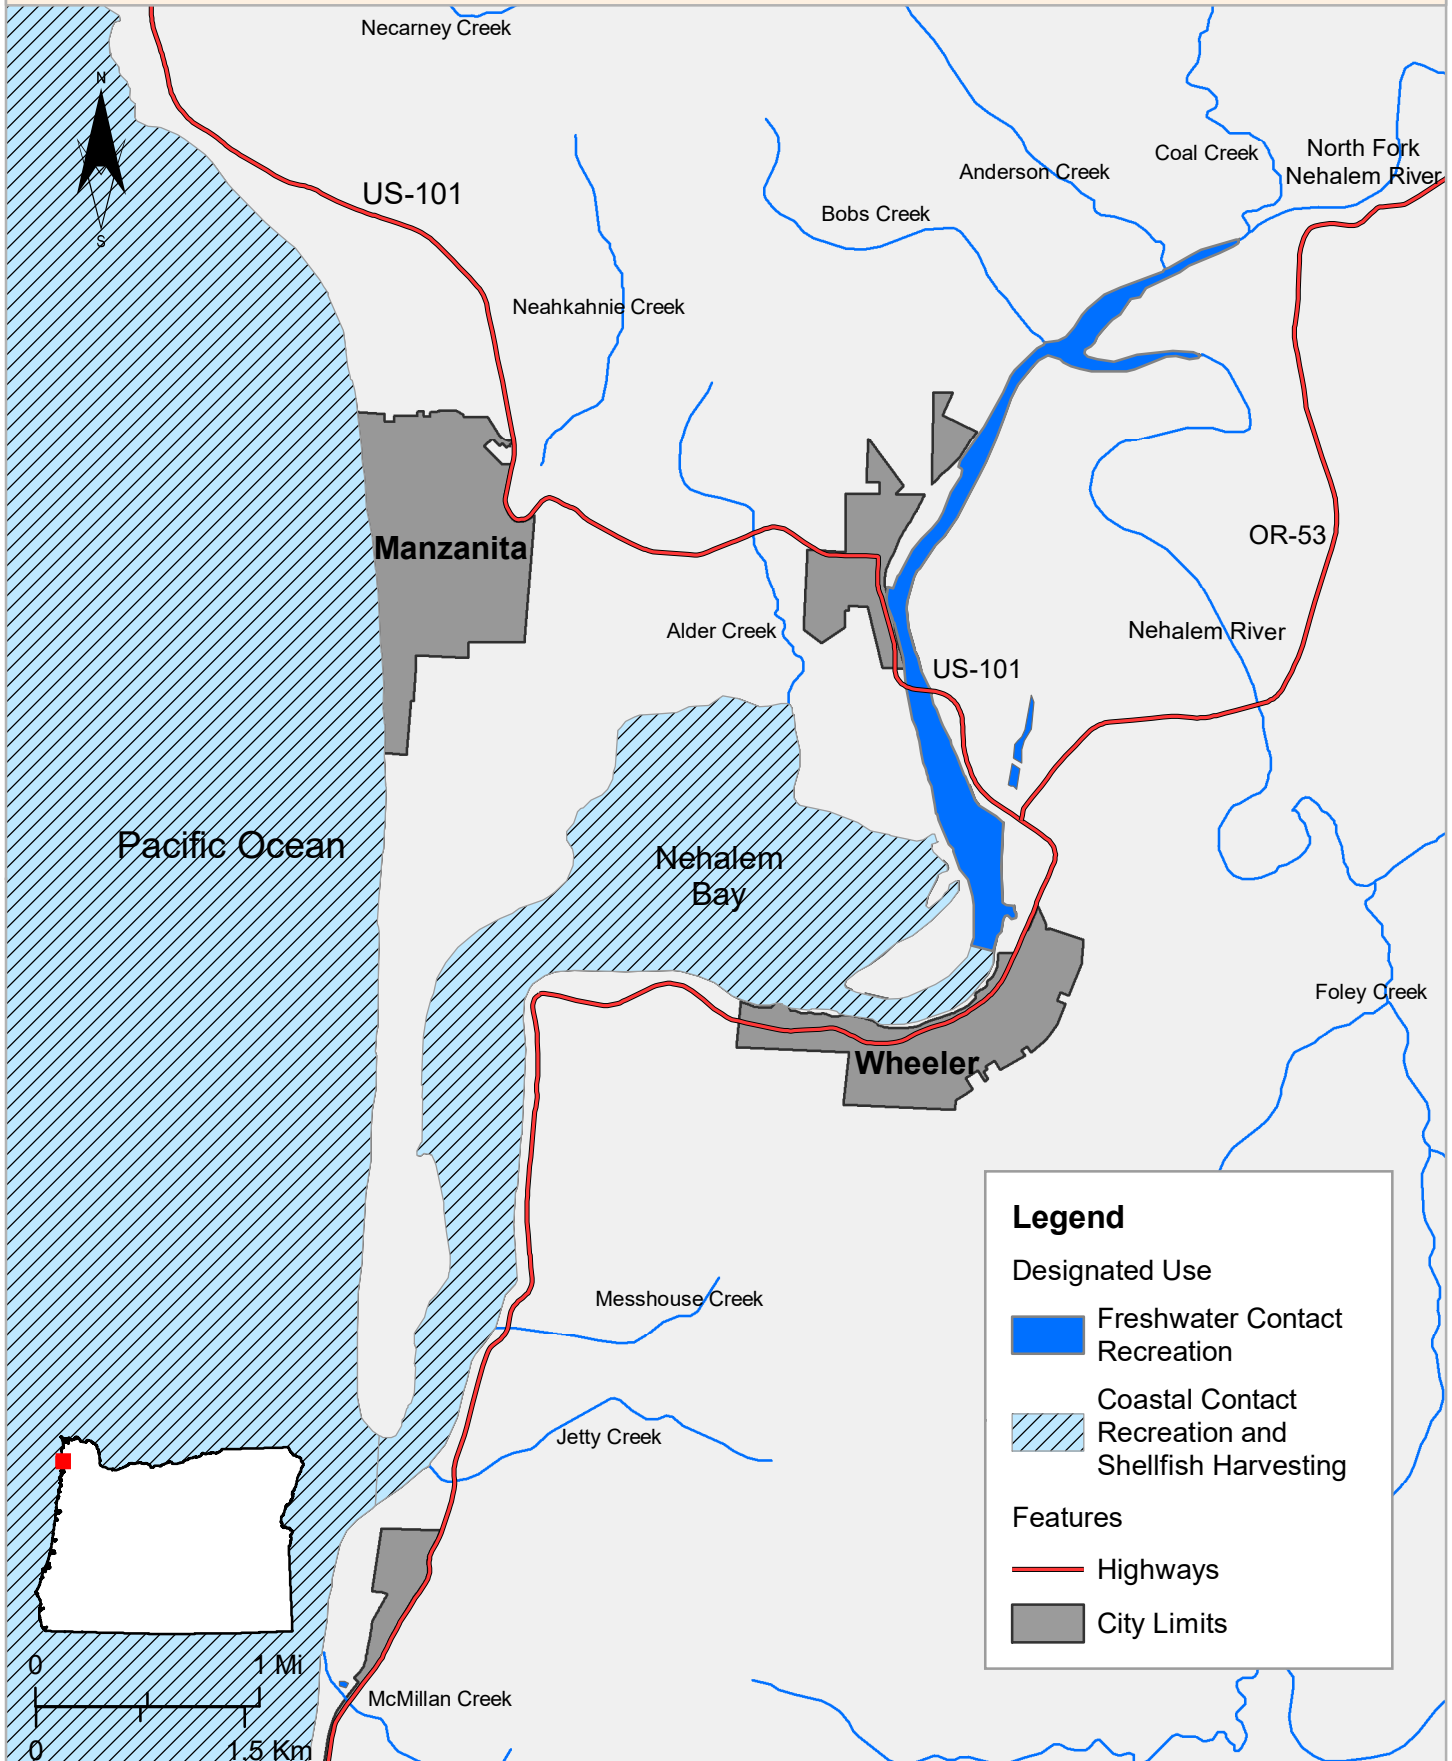 Necarney Creek
N
S
US-101
Coal Creek
North Fork
Nehalem River
Anderson Creek
Bobs Creek
Neahkahnie Creek
Manzanita
OR-53
Alder Creek
Nehalem River
US-101
Pacific Ocean
Nehalem
Bay
Foley Creek
Wheeler
Messhouse Creek
Jetty Creek
McMillan Creek
Legend
Designated Use
Freshwater Contact
Recreation
Coastal Contact
Recreation and
Shellfish Harvesting
Features
Highways
City Limits
0 1 Mi
0 1.5 Km